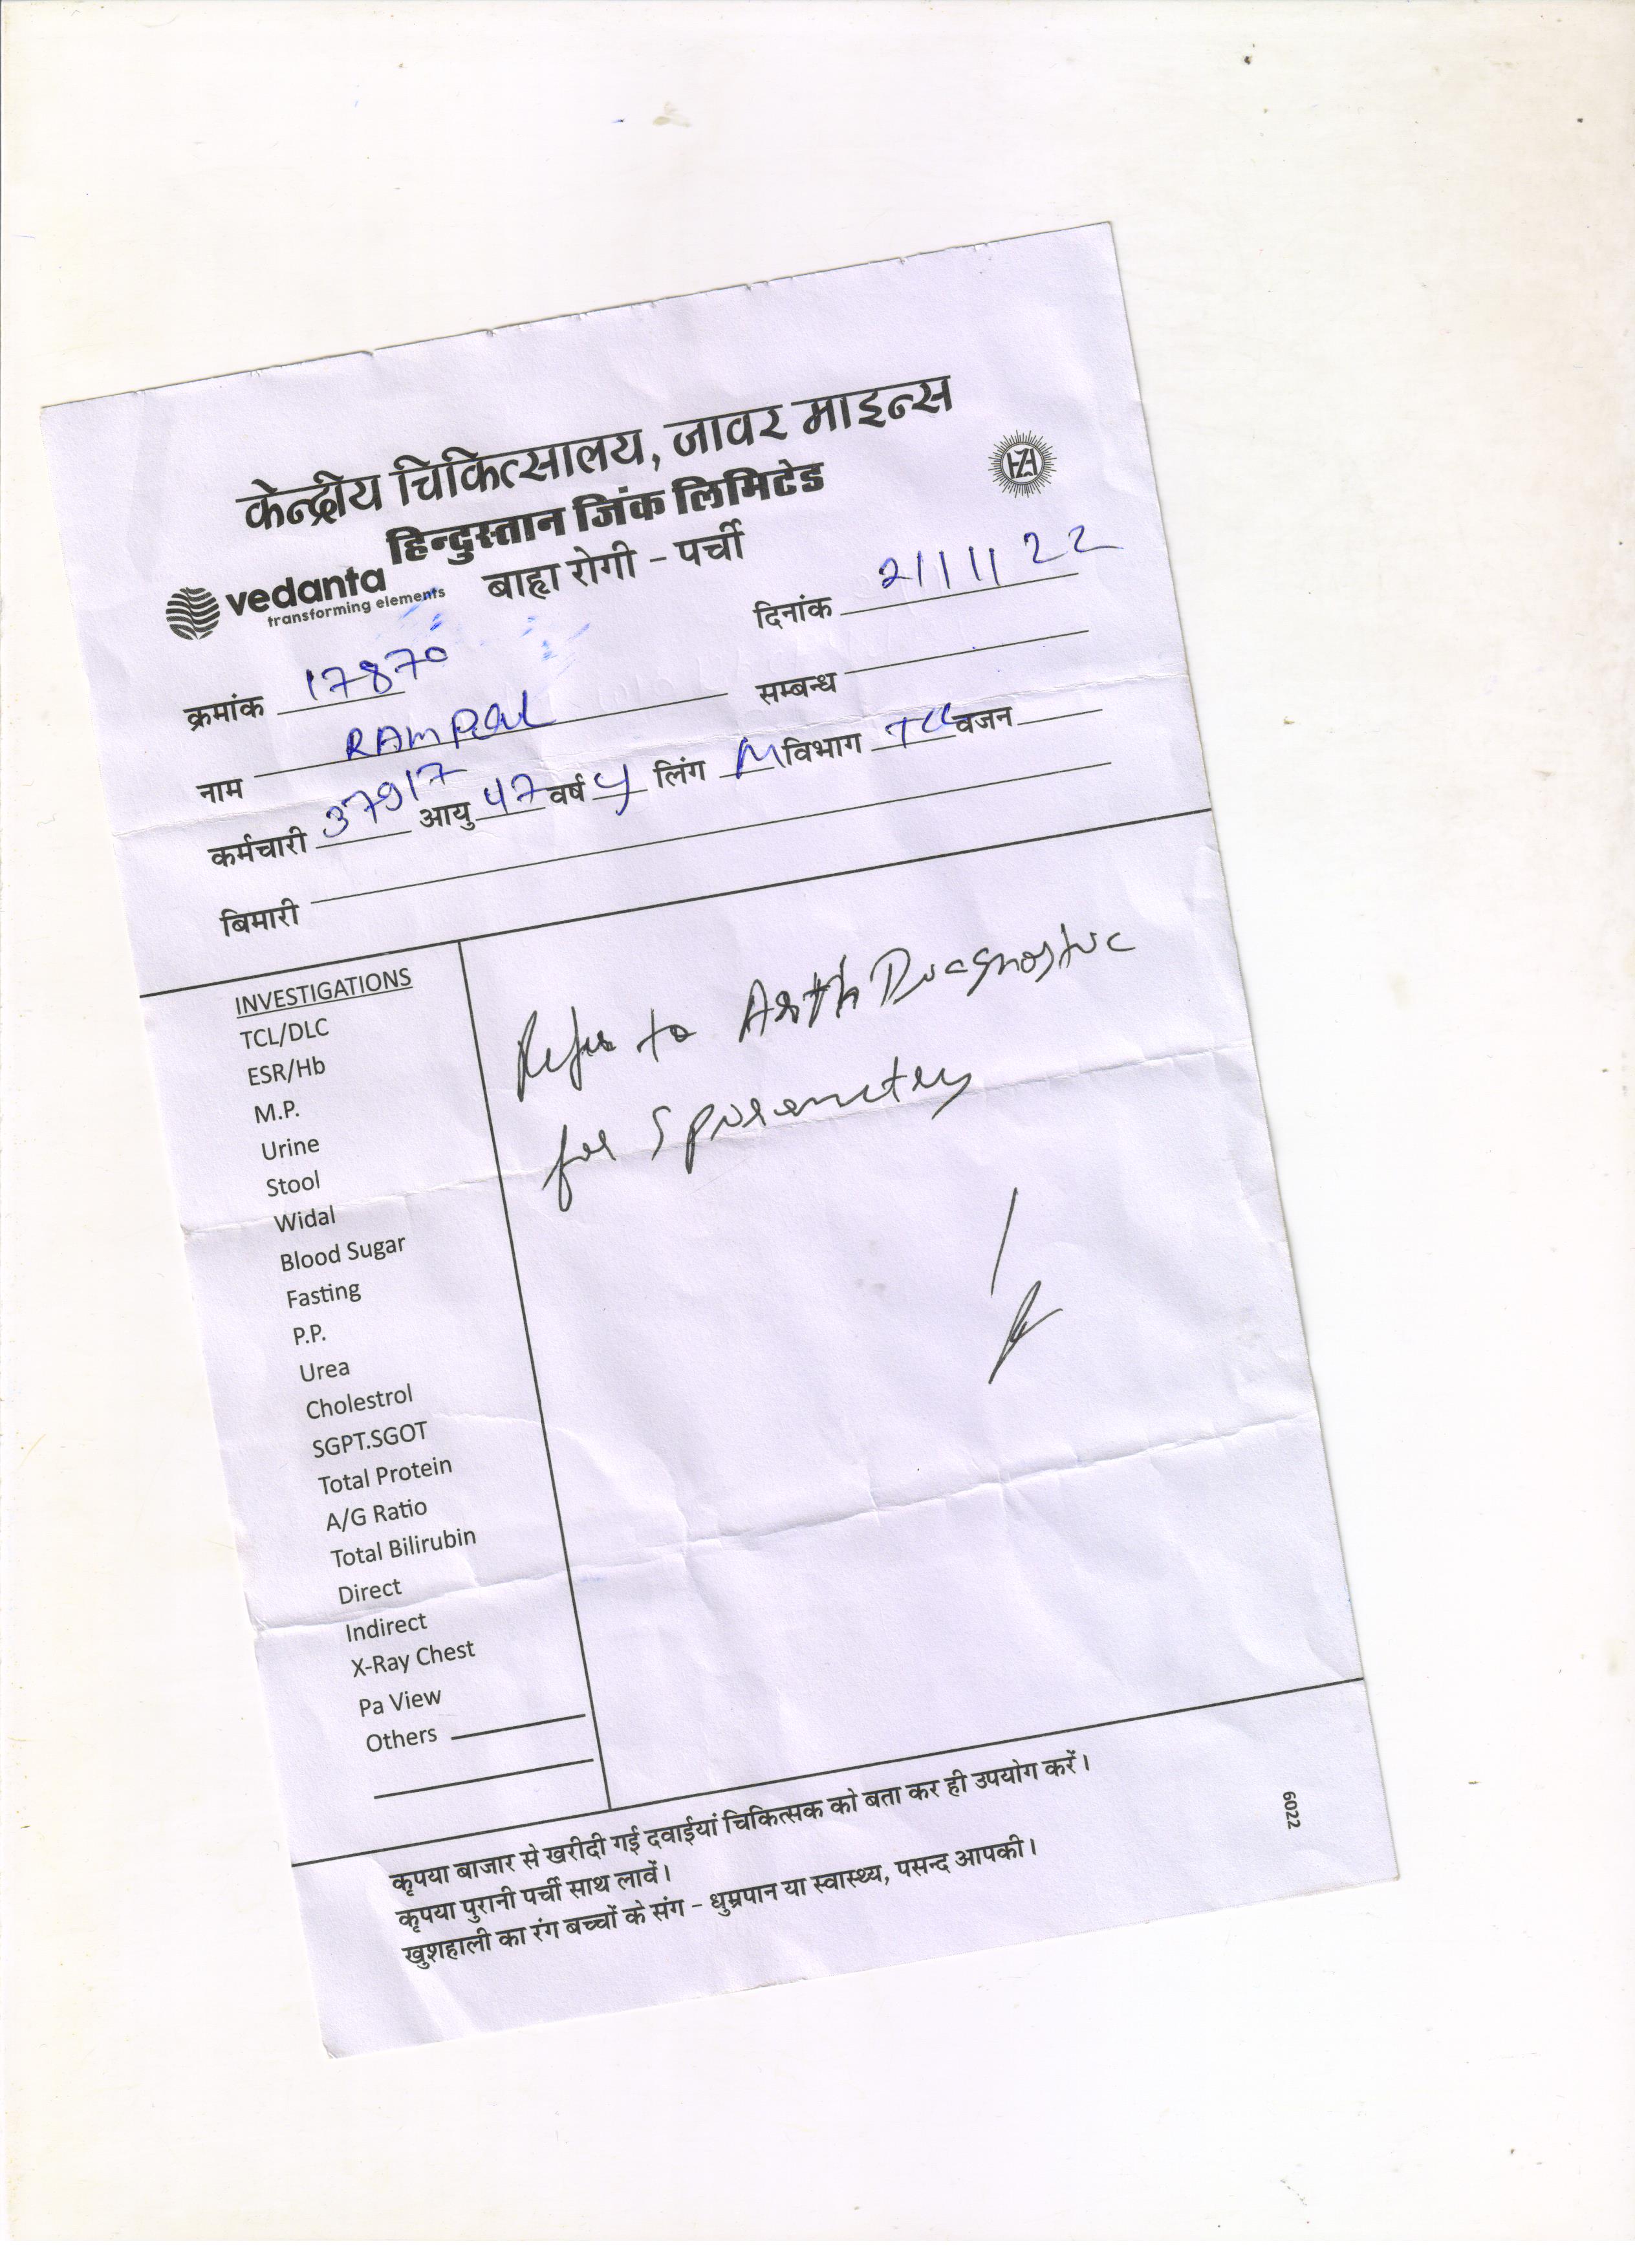 केन्द्रीय चिकित्सालय, जावर माइन्स
हिन्दुस्तान जिंक लिमिटेड
HZL
vedanta
transforming elements
बाह्य रोगी - पर्ची
दिनांक 21/11/22
क्रमांक 17870
सम्बन्ध
नाम RAMPAL
कर्मचारी 37917 आयु 47 वर्ष y लिंग M विभाग वजन
बिमारी
INVESTIGATIONS
TCL/DLC
ESR/Hb
M.P.
Urine
Stool
Widal
Blood Sugar
Fasting
P.P.
Urea
Cholestrol
SGPT.SGOT
Total Protein
A/G Ratio
Total Bilirubin
Direct
Indirect
X-Ray Chest
Pa View
Others
Refer to Arth Diagnostic
for Spirometry
कृपया बाजार से खरीदी गई दवाईयां चिकित्सक को बता कर ही उपयोग करें।
कृपया पुरानी पर्ची साथ लावें।
खुशहाली का रंग बच्चों के संग - धुम्रपान या स्वास्थ्य, पसन्द आपकी।
6022